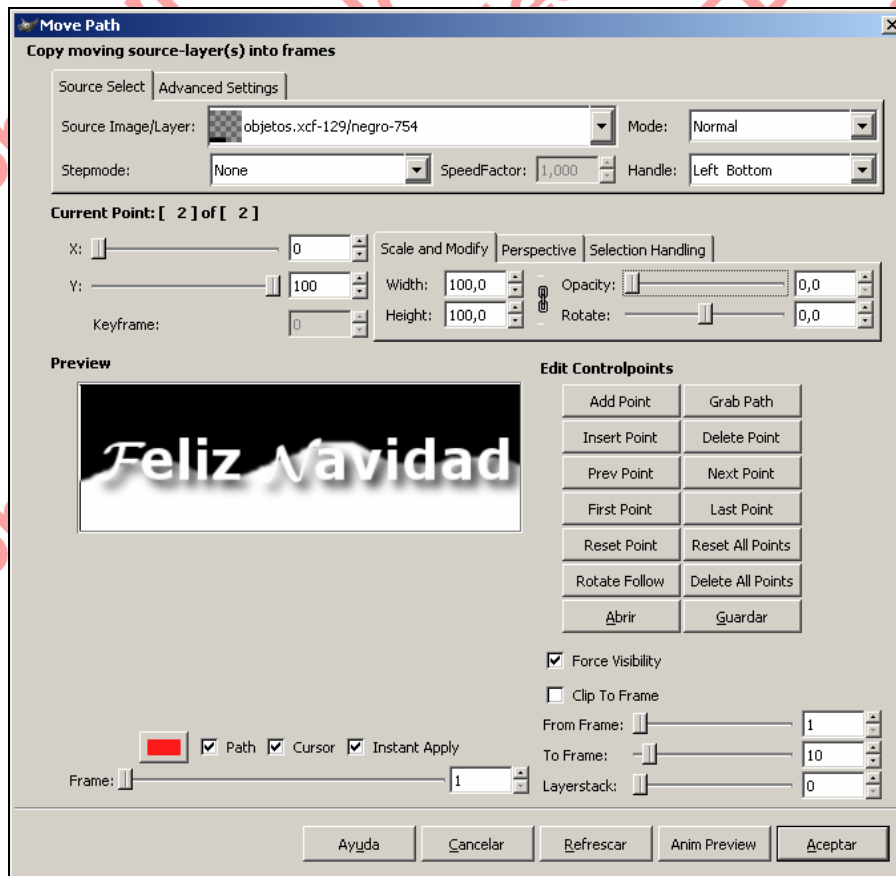 Move Path
Copy moving source-layer(s) into frames
Source Select Advanced Settings
Source Image/Layer: objetos.xcf-129/negro-754 Mode: Normal
Stepmode: None SpeedFactor: 1,000 Handle: Left Bottom
Current Point: [ 2 ] of [ 2 ]
X: 0 Scale and Modify Perspective Selection Handling
Y: 100 Width: 100,0 Opacity: 0,0
Keyframe: 0 Height: 100,0 Rotate: 0,0
Preview Edit Controlpoints
Feliz Navidad
Add Point Grab Path
Insert Point Delete Point
Prev Point Next Point
First Point Last Point
Reset Point Reset All Points
Rotate Follow Delete All Points
Abrir Guardar
Force Visibility
Clip To Frame
From Frame: 1
Path Cursor Instant Apply To Frame: 10
Frame: 1 Layerstack: 0
Ayuda Cancelar Refrescar Anim Preview Aceptar